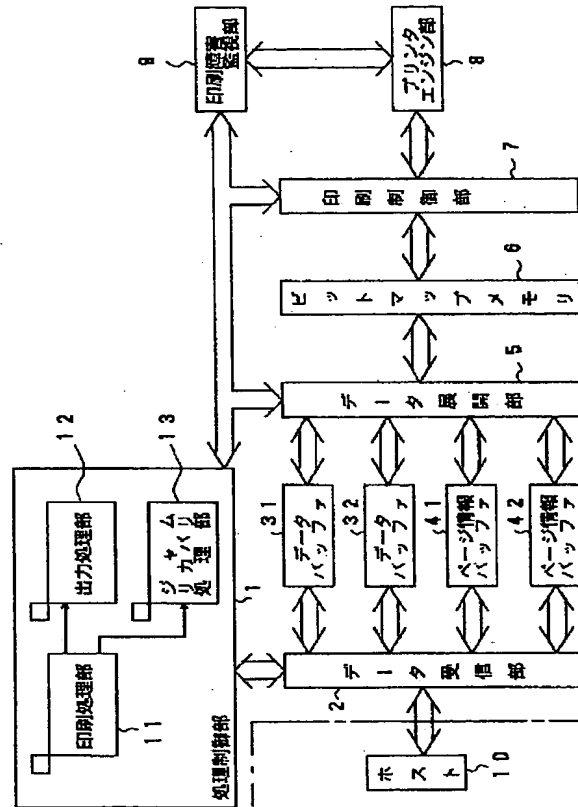 処理制御部
1
印刷処理部
11
出力処理部
12
ジャム
リカバリ
処理部
13
印刷障害
監視部
9
プリンタ
エンジン部
8
ホスト
10
データ受信部
2
データ
バッファ
31
データ
バッファ
32
ページ情報
バッファ
41
ページ情報
バッファ
42
データ展開部
5
ビットマップメモリ
6
印刷制御部
7